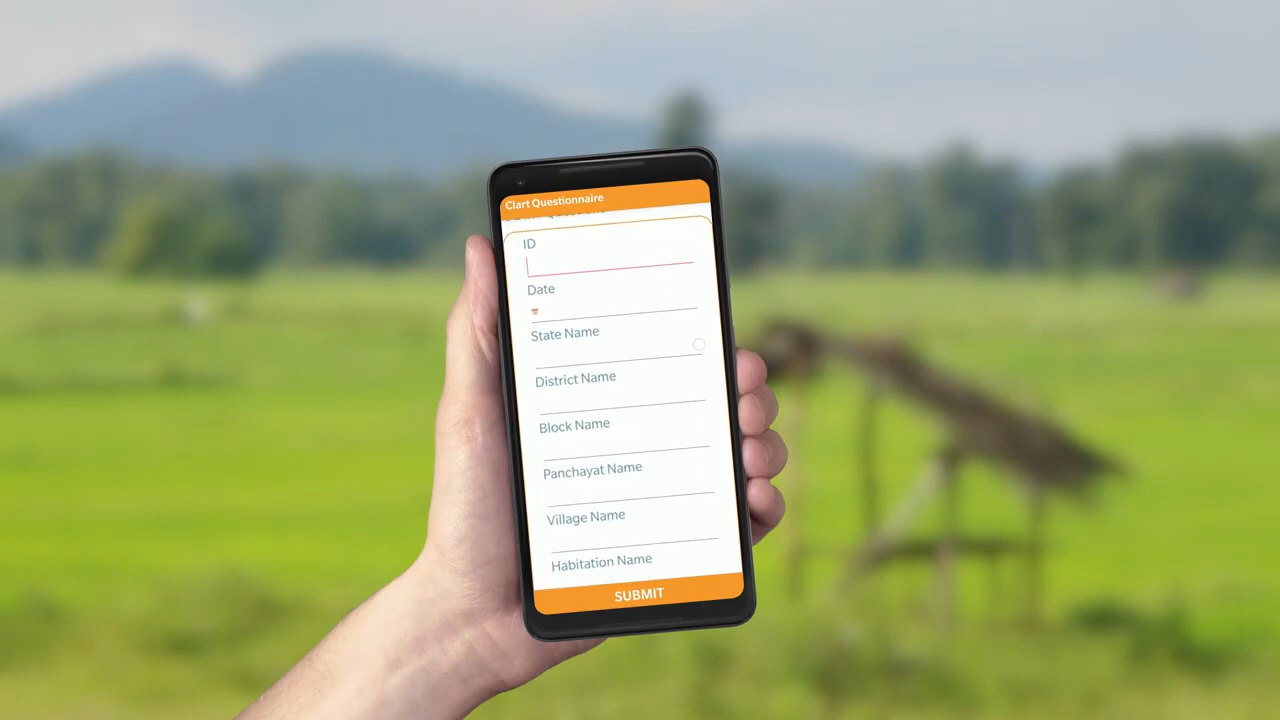 Clart Questionnaire
ID
Date
State Name
District Name
Block Name
Panchayat Name
Village Name
Habitation Name
SUBMIT